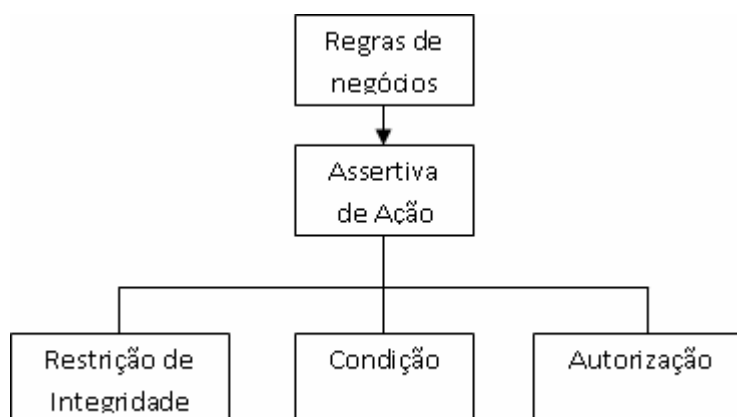 Regras de
negócios
Assertiva
de Ação
Restrição de
Integridade
Condição
Autorização